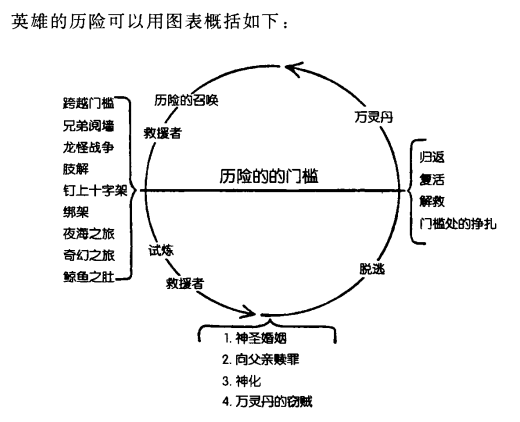 英雄的历险可以用图表概括如下：
历险的召唤
救援者
万灵丹
跨越门槛
兄弟阋墙
龙怪战争
肢解
钉上十字架
绑架
夜海之旅
奇幻之旅
鲸鱼之肚
历险的的门槛
归返
复活
解救
门槛处的挣扎
试炼
救援者
脱逃
1. 神圣婚姻
2. 向父亲赎罪
3. 神化
4. 万灵丹的窃贼